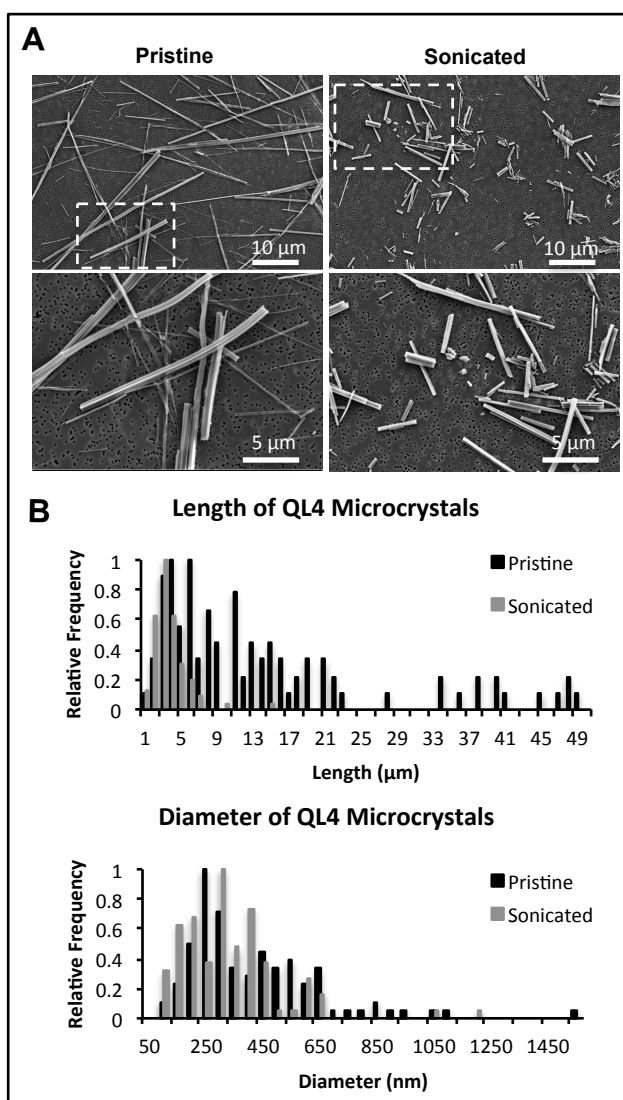 A
Pristine
Sonicated
10 µm
10 µm
5 µm
5 µm
B
Length of QL4 Microcrystals
Relative Frequency
1
0.8
0.6
0.4
0.2
0
Pristine
Sonicated
1 5 9 13 17 21 25 29 33 37 41 45 49
Length (µm)
Diameter of QL4 Microcrystals
Relative Frequency
1
0.8
0.6
0.4
0.2
0
Pristine
Sonicated
50 250 450 650 850 1050 1250 1450
Diameter (nm)